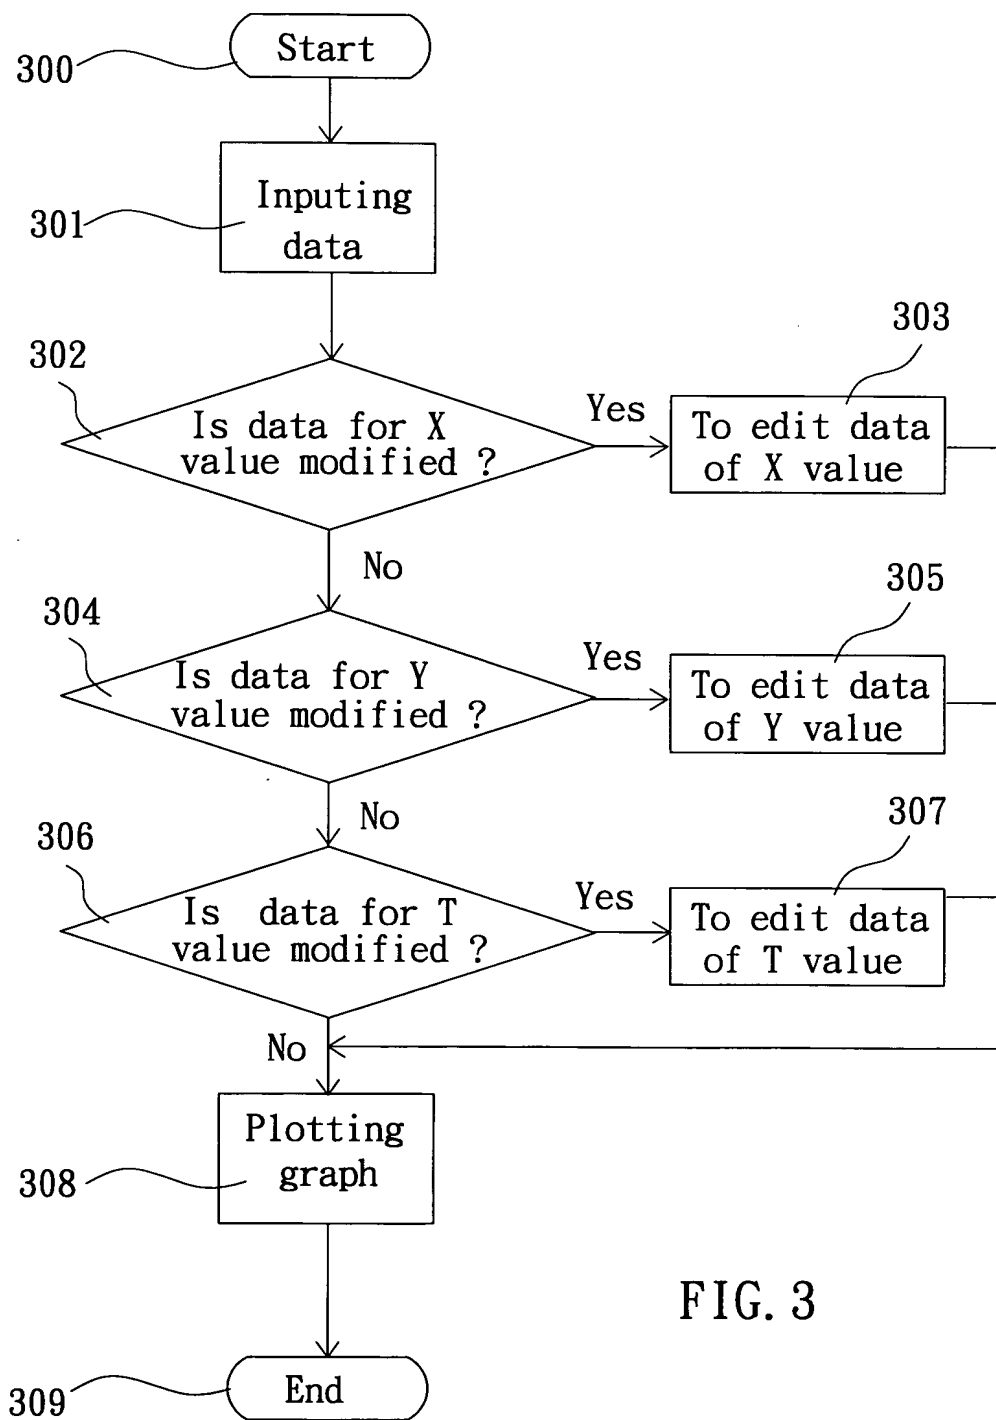 Start
300
Inputing
data
301
302
Is data for X
value modified ?
Yes
303
To edit data
of X value
No
304
Is data for Y
value modified ?
Yes
305
To edit data
of Y value
No
306
Is data for T
value modified ?
Yes
307
To edit data
of T value
No
Plotting
graph
308
FIG. 3
End
309